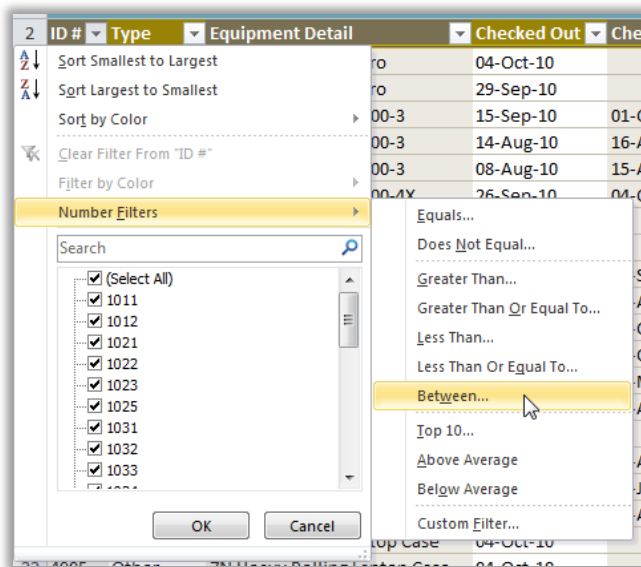 2 ID # Type Equipment Detail Checked Out Che
Sort Smallest to Largest
Sort Largest to Smallest
Sort by Color
Clear Filter From "ID #"
Filter by Color
Number Filters
Search
(Select All)
1011
1012
1021
1022
1023
1025
1031
1032
1033
OK Cancel
ro 04-Oct-10
ro 29-Sep-10
00-3 15-Sep-10 01-
00-3 14-Aug-10 16-
00-3 08-Aug-10 15-
00-4X 26-Sep-10 04-
Equals...
Does Not Equal...
Greater Than...
Greater Than Or Equal To...
Less Than...
Less Than Or Equal To...
Between...
Top 10...
Above Average
Below Average
Custom Filter...
top Case 04-Oct-10